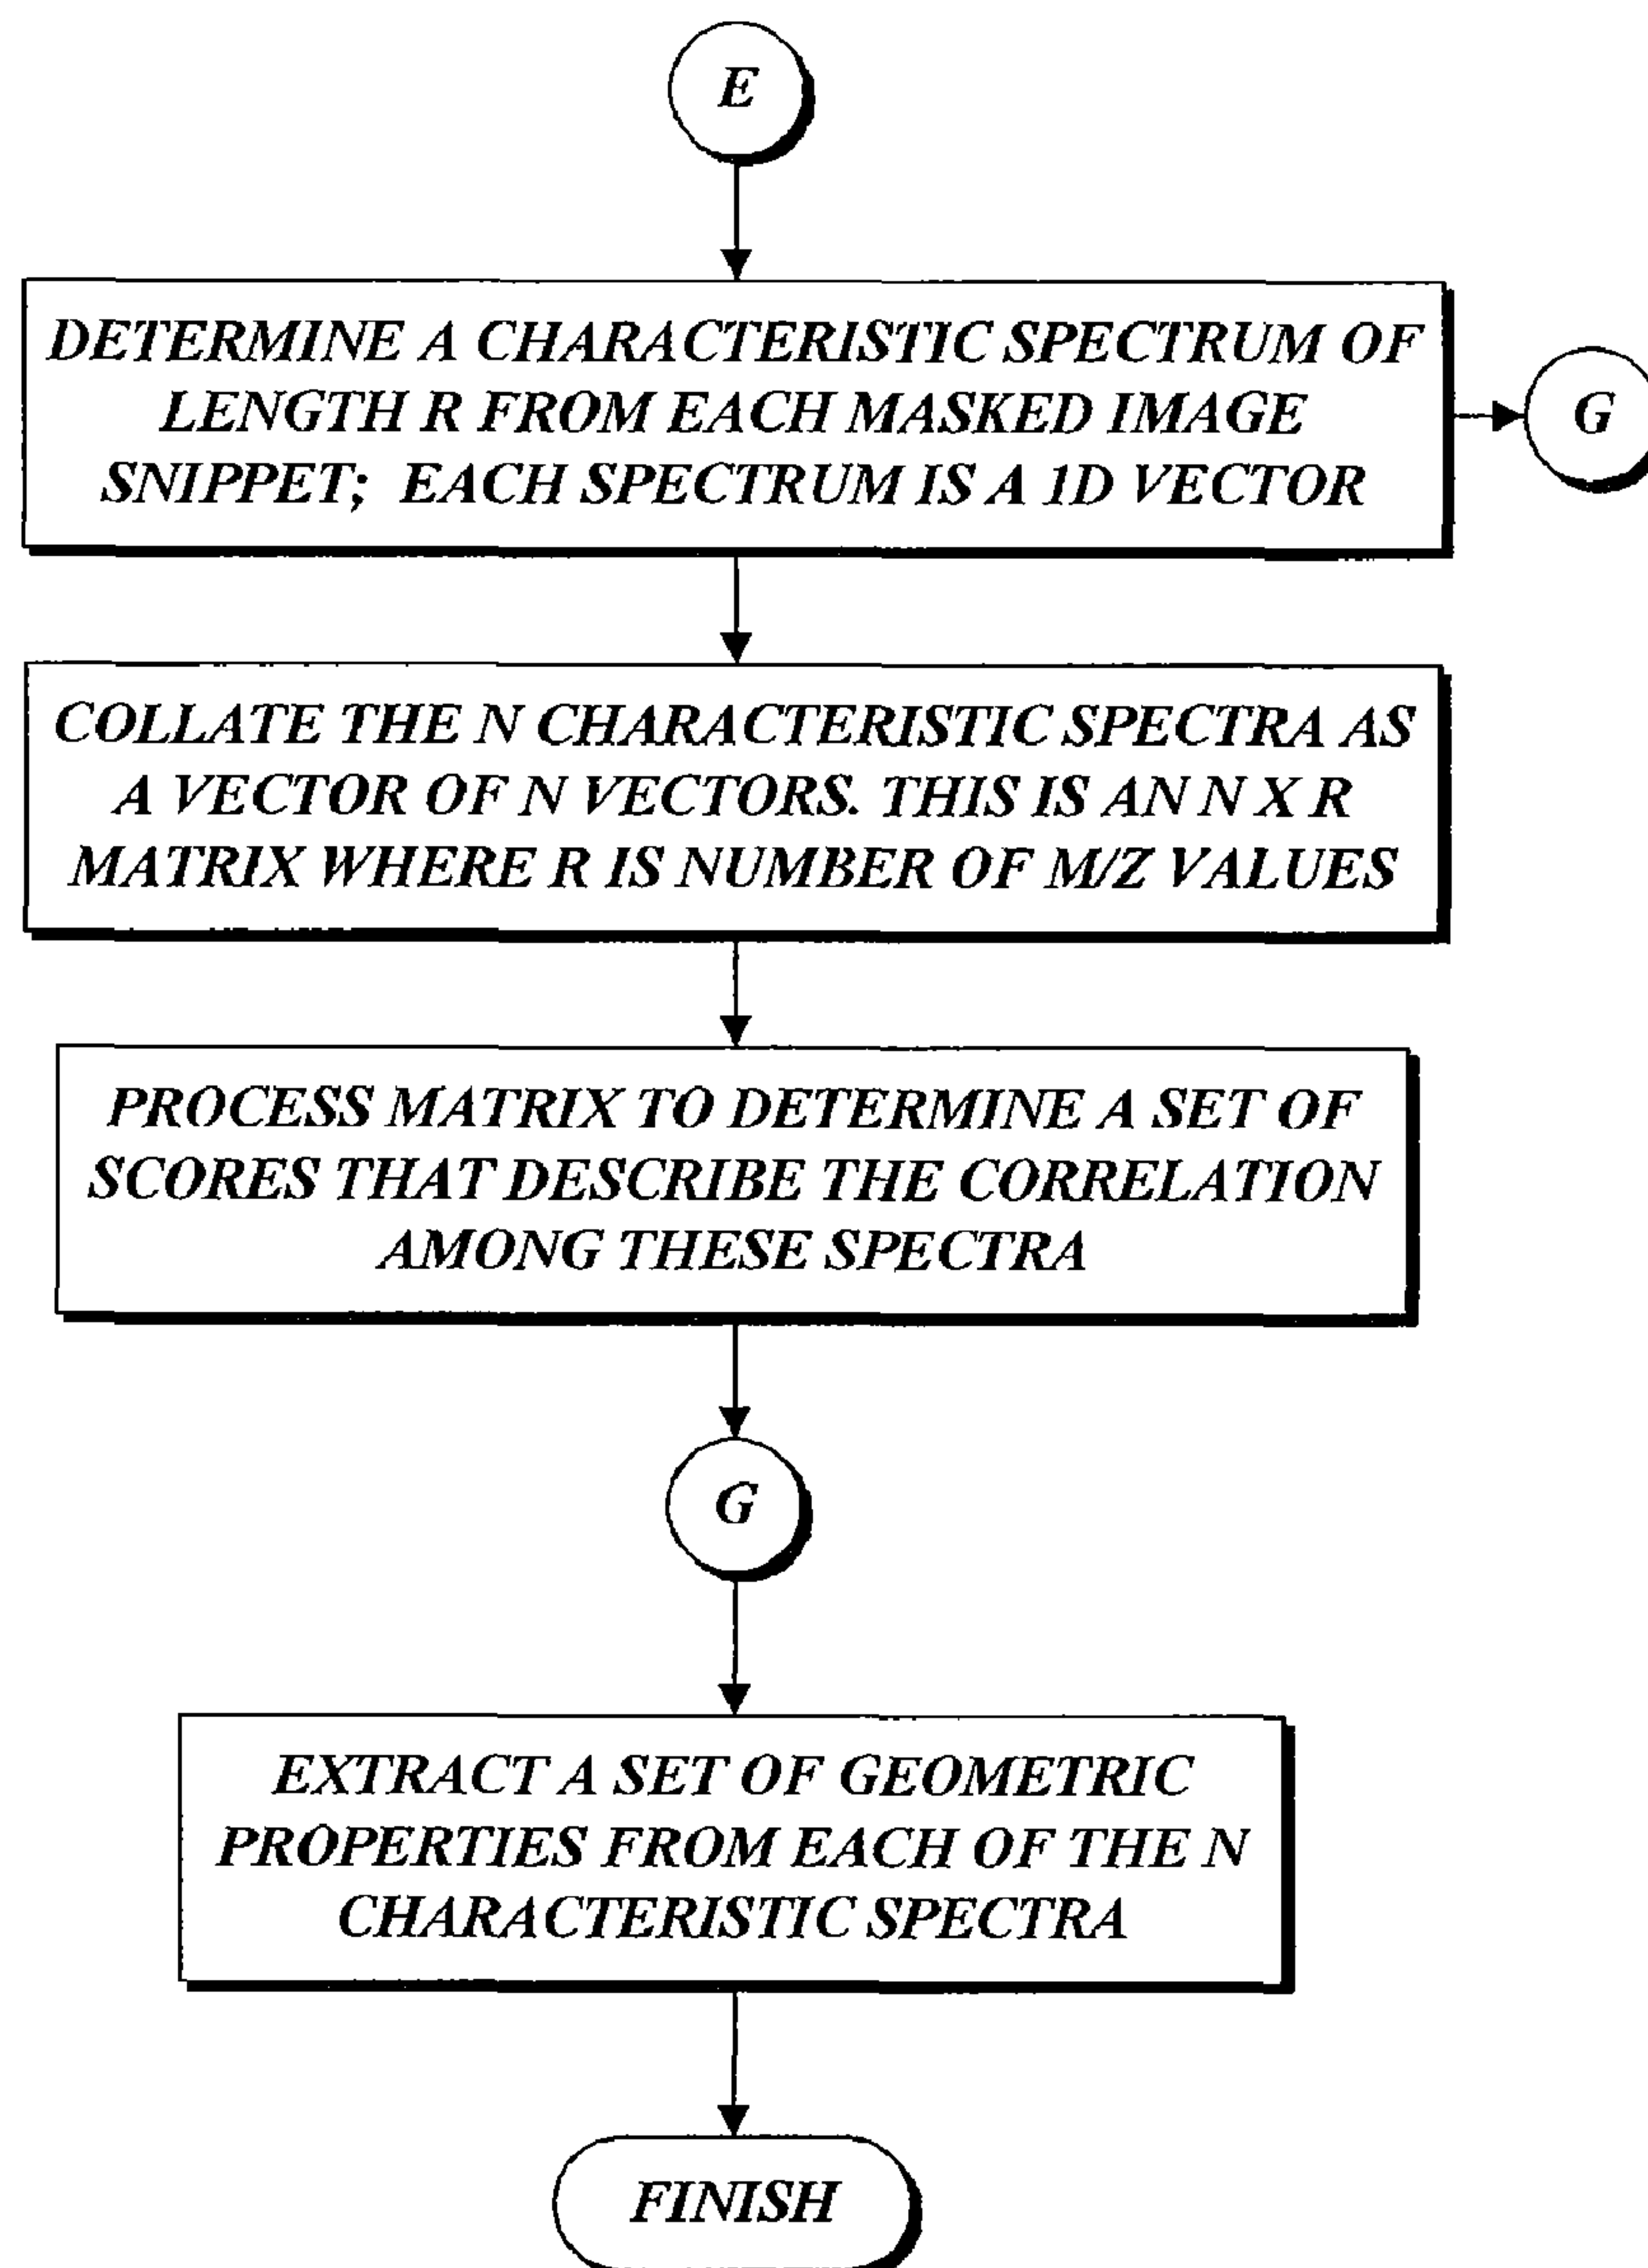 E
DETERMINE A CHARACTERISTIC SPECTRUM OF
LENGTH R FROM EACH MASKED IMAGE
SNIPPET; EACH SPECTRUM IS A 1D VECTOR
G
COLLATE THE N CHARACTERISTIC SPECTRA AS
A VECTOR OF N VECTORS. THIS IS AN N X R
MATRIX WHERE R IS NUMBER OF M/Z VALUES
PROCESS MATRIX TO DETERMINE A SET OF
SCORES THAT DESCRIBE THE CORRELATION
AMONG THESE SPECTRA
G
EXTRACT A SET OF GEOMETRIC
PROPERTIES FROM EACH OF THE N
CHARACTERISTIC SPECTRA
FINISH